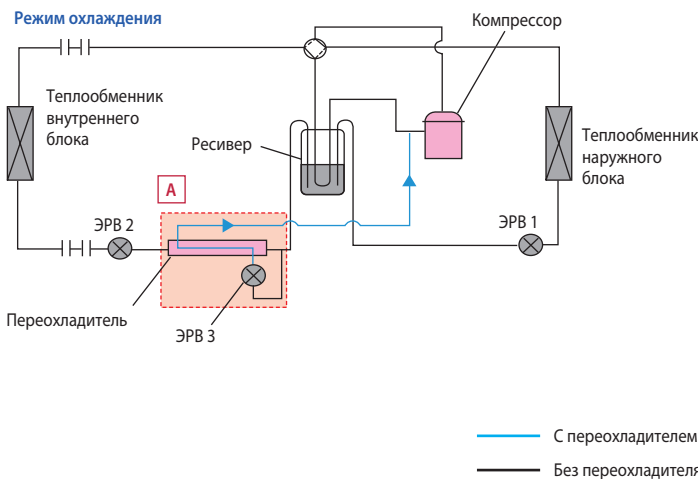 Режим охлаждения
Компрессор
Теплообменник
внутреннего
блока
Ресивер
Теплообменник
наружного
блока
A
ЭРВ 2
ЭРВ 1
Переохладитель
ЭРВ 3
С переохладителем
Без переохладителя